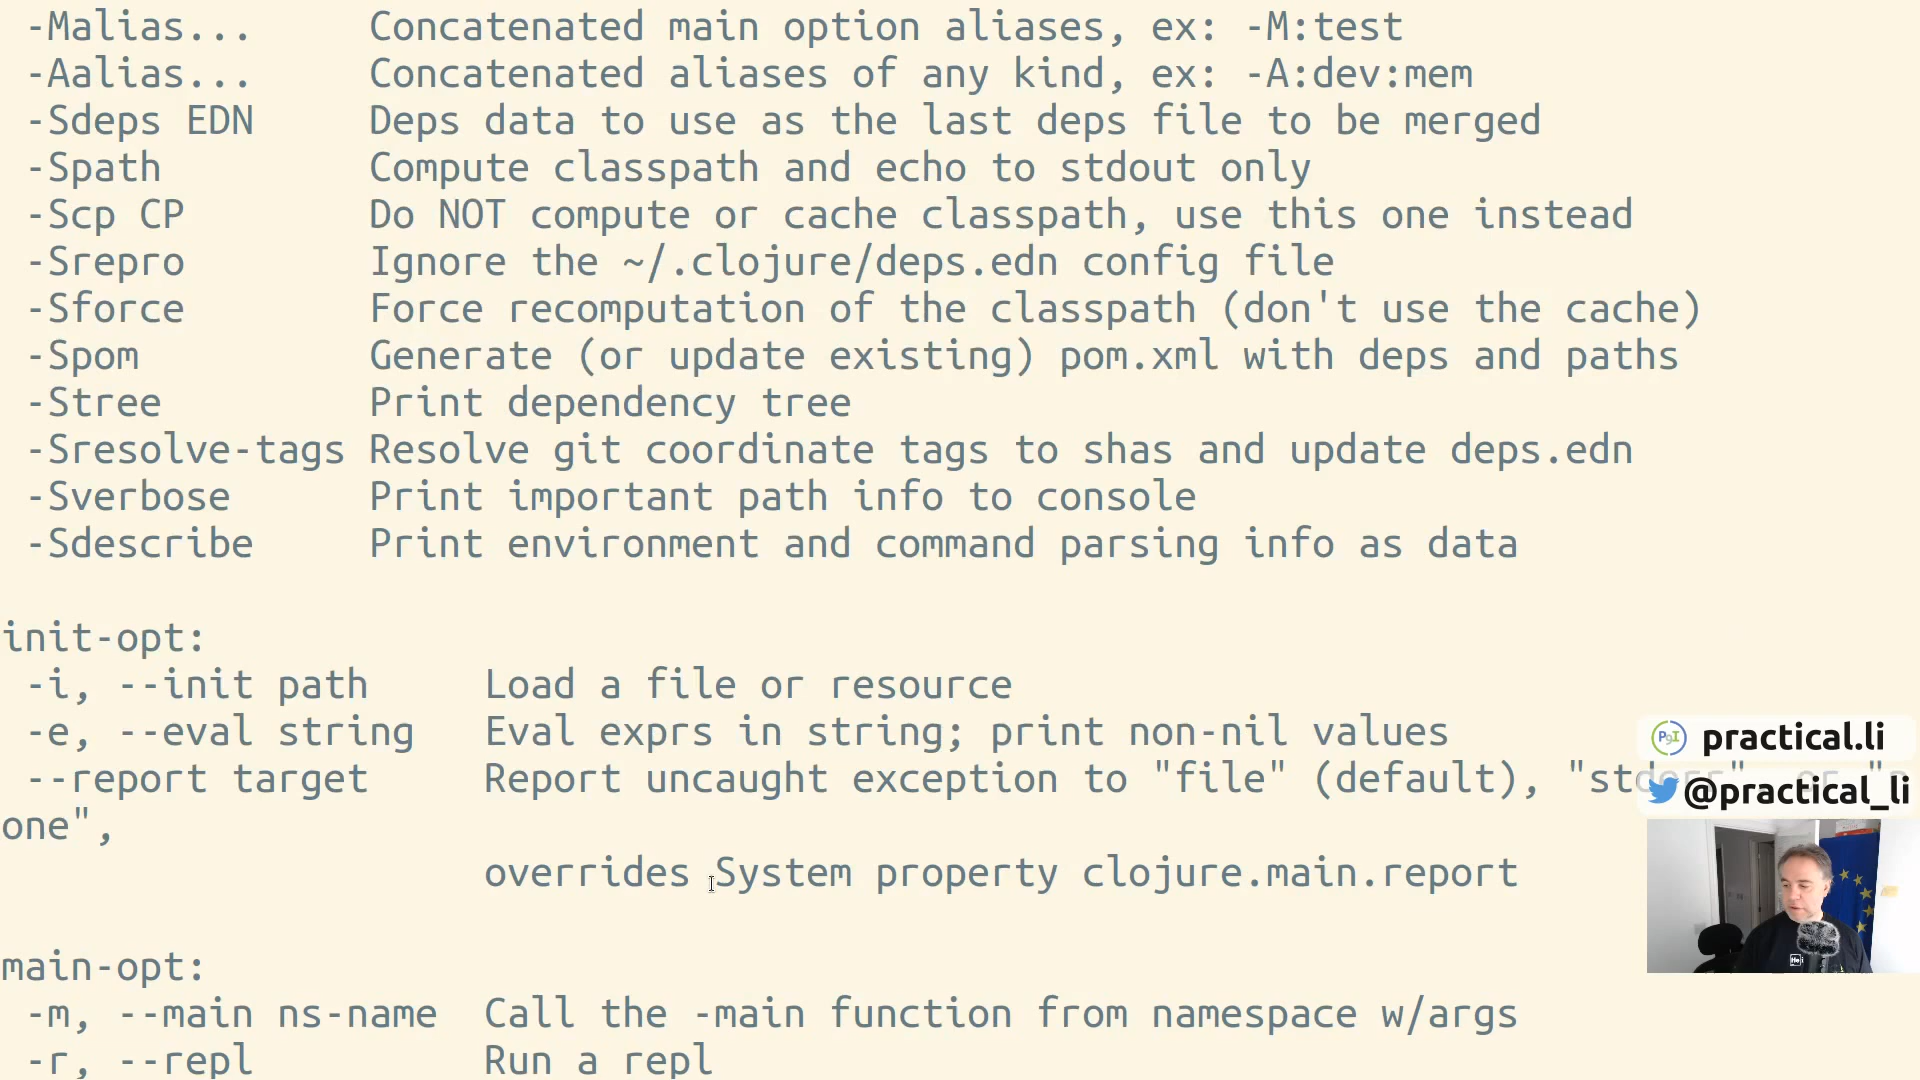 -Malias...     Concatenated main option aliases, ex: -M:test
-Aalias...     Concatenated aliases of any kind, ex: -A:dev:mem
-Sdeps EDN     Deps data to use as the last deps file to be merged
-Spath         Compute classpath and echo to stdout only
-Scp CP        Do NOT compute or cache classpath, use this one instead
-Srepro        Ignore the ~/.clojure/deps.edn config file
-Sforce        Force recomputation of the classpath (don't use the cache)
-Spom          Generate (or update existing) pom.xml with deps and paths
-Stree         Print dependency tree
-Sresolve-tags Resolve git coordinate tags to shas and update deps.edn
-Sverbose      Print important path info to console
-Sdescribe     Print environment and command parsing info as data
init-opt:
-i, --init path     Load a file or resource
-e, --eval string   Eval exprs in string; print non-nil values
--report target     Report uncaught exception to "file" (default),
one",
overrides System property clojure.main.report
main-opt:
-m, --main ns-name  Call the -main function from namespace w/args
-r, --repl          Run a repl
practical.li
@practical_li